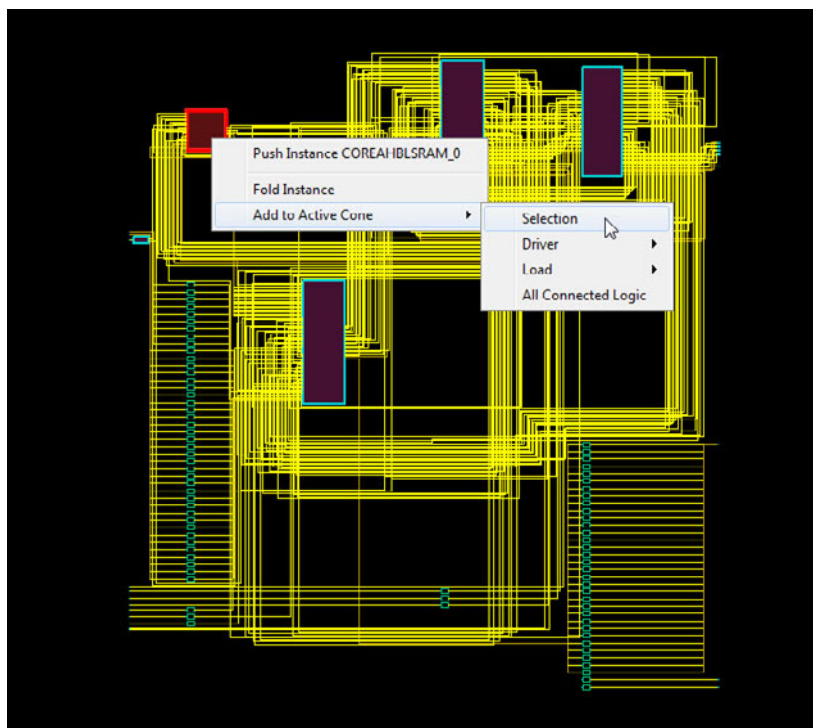 Push Instance COREAHBLSRAM_0
Fold Instance
Add to Active Cone
Selection
Driver
Load
All Connected Logic